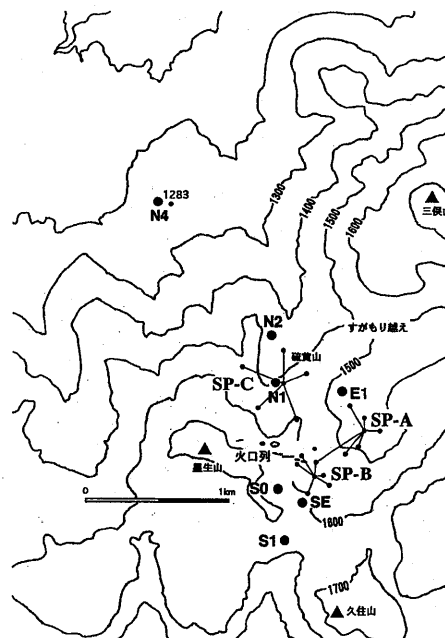 1283
N4
1300
1400
1500
1600
三俣山
N2
すがもり越え
硫黄山
SP-C
N1
1500
E1
SP-A
火口列
黒生山
SP-B
0
1km
S0
SE
1600
S1
1700
久住山